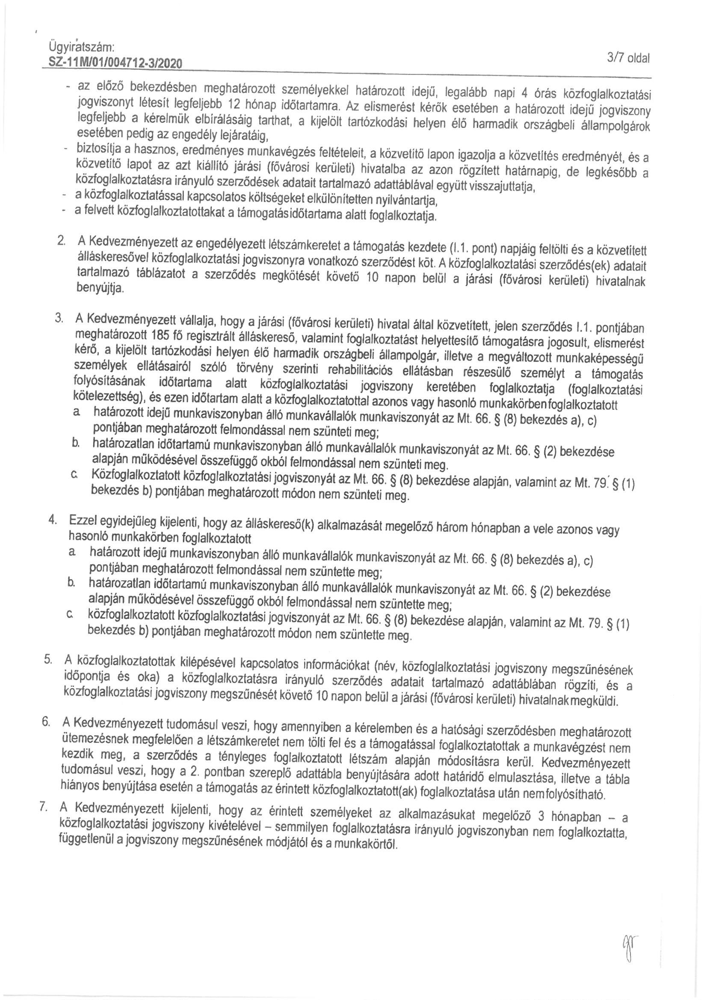 Ügyiratszám:
SZ-11M/01/004712-3/2020
3/7 oldal
- az előző bekezdésben meghatározott személyekkel határozott idejű, legalább napi 4 órás közfoglalkoztatási
jogviszonyt létesít legfeljebb 12 hónap időtartamra. Az elismerést kérők esetében a határozott idejű jogviszony
legfeljebb a kérelmük elbírálásáig tarthat, a kijelölt tartózkodási helyen élő harmadik országbeli állampolgárok
esetében pedig az engedély lejáratáig,
- biztosítja a hasznos, eredményes munkavégzés feltételeit, a közvetítő lapon igazolja a közvetítés eredményét, és a
közvetítő lapot az azt kiállító járási (fővárosi kerületi) hivatalba az azon rögzített határnapig, de legkésőbb a
közfoglalkoztatásra irányuló szerződések adatait tartalmazó adattáblával együtt visszajuttatja,
- a közfoglalkoztatással kapcsolatos költségeket elkülönítetten nyilvántartja,
- a felvett közfoglalkoztatottakat a támogatás időtartama alatt foglalkoztatja.
2. A Kedvezményezett az engedélyezett létszámkeretet a támogatás kezdete (I.1. pont) napjáig feltölti és a közvetített
álláskeresővel közfoglalkoztatási jogviszonyra vonatkozó szerződést köt. A közfoglalkoztatási szerződés(ek) adatait
tartalmazó táblázatot a szerződés megkötését követő 10 napon belül a járási (fővárosi kerületi) hivatalnak
benyújtja.
3. A Kedvezményezett vállalja, hogy a járási (fővárosi kerületi) hivatal által közvetített, jelen szerződés I.1. pontjában
meghatározott 185 fő regisztrált álláskereső, valamint foglalkoztatást helyettesítő támogatásra jogosult, elismerést
kérő, a kijelölt tartózkodási helyen élő harmadik országbeli állampolgár, illetve a megváltozott munkaképességű
személyek ellátásairól szóló törvény szerinti rehabilitációs ellátásban részesülő személyt a támogatás
folyósításának időtartama alatt közfoglalkoztatási jogviszony keretében foglalkoztatja (foglalkoztatási
kötelezettség), és ezen időtartam alatt a közfoglalkoztatottal azonos vagy hasonló munkakörben foglalkoztatott
a határozott idejű munkaviszonyban álló munkavállalók munkaviszonyát az Mt. 66. § (8) bekezdés a), c)
pontjában meghatározott felmondással nem szünteti meg;
b. határozatlan időtartamú munkaviszonyban álló munkavállalók munkaviszonyát az Mt. 66. § (2) bekezdése
alapján működésével összefüggő okból felmondással nem szünteti meg.
c. Közfoglalkoztatott közfoglalkoztatási jogviszonyát az Mt. 66. § (8) bekezdése alapján, valamint az Mt. 79. § (1)
bekezdés b) pontjában meghatározott módon nem szünteti meg.
4. Ezzel egyidejűleg kijelenti, hogy az álláskereső(k) alkalmazását megelőző három hónapban a vele azonos vagy
hasonló munkakörben foglalkoztatott
a határozott idejű munkaviszonyban álló munkavállalók munkaviszonyát az Mt. 66. § (8) bekezdés a), c)
pontjában meghatározott felmondással nem szüntette meg;
b. határozatlan időtartamú munkaviszonyban álló munkavállalók munkaviszonyát az Mt. 66. § (2) bekezdése
alapján működésével összefüggő okból felmondással nem szüntette meg;
c. közfoglalkoztatott közfoglalkoztatási jogviszonyát az Mt. 66. § (8) bekezdése alapján, valamint az Mt. 79. § (1)
bekezdés b) pontjában meghatározott módon nem szüntette meg.
5. A közfoglalkoztatottak kilépésével kapcsolatos információkat (név, közfoglalkoztatási jogviszony megszűnésének
időpontja és oka) a közfoglalkoztatásra irányuló szerződés adatait tartalmazó adattáblában rögzíti, és a
közfoglalkoztatási jogviszony megszűnését követő 10 napon belül a járási (fővárosi kerületi) hivatalnak megküldi.
6. A Kedvezményezett tudomásul veszi, hogy amennyiben a kérelemben és a hatósági szerződésben meghatározott
ütemezésnek megfelelően a létszámkeretet nem tölti fel és a támogatással foglalkoztatottak a munkavégzést nem
kezdik meg, a szerződés a tényleges foglalkoztatott létszám alapján módosításra kerül. Kedvezményezett
tudomásul veszi, hogy a 2. pontban szereplő adattábla benyújtására adott határidő elmulasztása, illetve a tábla
hiányos benyújtása esetén a támogatás az érintett közfoglalkoztatott(ak) foglalkoztatása után nem folyósítható.
7. A Kedvezményezett kijelenti, hogy az érintett személyeket az alkalmazásukat megelőző 3 hónapban – a
közfoglalkoztatási jogviszony kivételével – semmilyen foglalkoztatásra irányuló jogviszonyban nem foglalkoztatta,
függetlenül a jogviszony megszűnésének módjától és a munkakörtől.